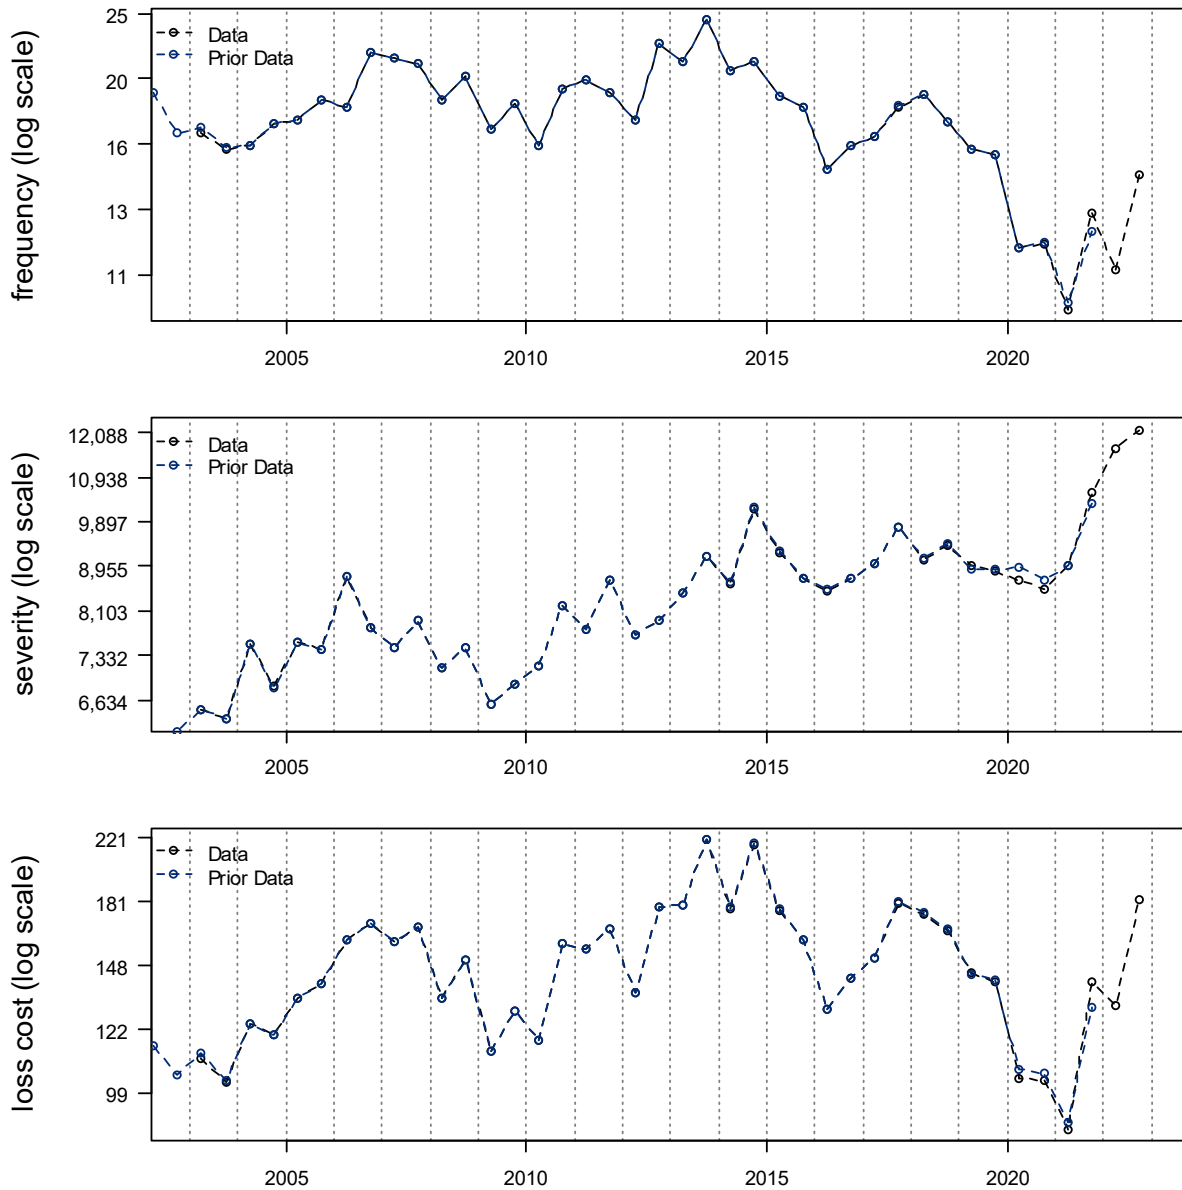 frequency (log scale)
25
20
16
13
11
Data
Prior Data
2005 2010 2015 2020
severity (log scale)
12,088
10,938
9,897
8,955
8,103
7,332
6,634
Data
Prior Data
2005 2010 2015 2020
loss cost (log scale)
221
181
148
122
99
Data
Prior Data
2005 2010 2015 2020